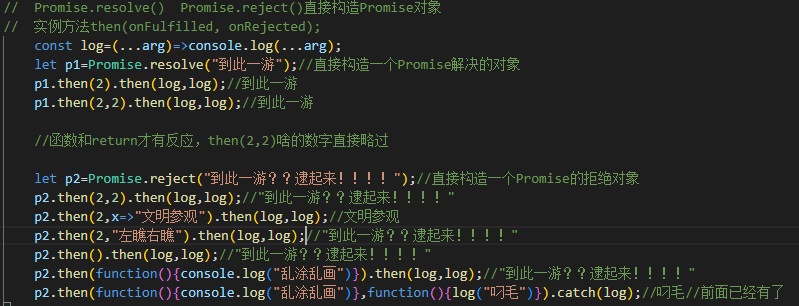 //  Promise.resolve()  Promise.reject()直接构造Promise对象
//  实例方法then(onFulfilled, onRejected);
const log=(...arg)=>console.log(...arg);
let p1=Promise.resolve("到此一游");//直接构造一个Promise解决的对象
p1.then(2).then(log,log);//到此一游
p1.then(2,2).then(log,log);//到此一游
//函数和return才有反应，then(2,2)啥的数字直接略过
let p2=Promise.reject("到此一游？？逮起来！！！！");//直接构造一个Promise的拒绝对象
p2.then(2,2).then(log,log);//"到此一游？？逮起来！！！！"
p2.then(2,x=>"文明参观").then(log,log);//文明参观
p2.then(2,"左瞧右瞧").then(log,log);//"到此一游？？逮起来！！！！"
p2.then().then(log,log);//"到此一游？？逮起来！！！！"
p2.then(function(){console.log("乱涂乱画")}).then(log,log);//"到此一游？？逮起来！！！！"
p2.then(function(){console.log("乱涂乱画")},function(){log("叼毛")}).catch(log);//叼毛//前面已经有了